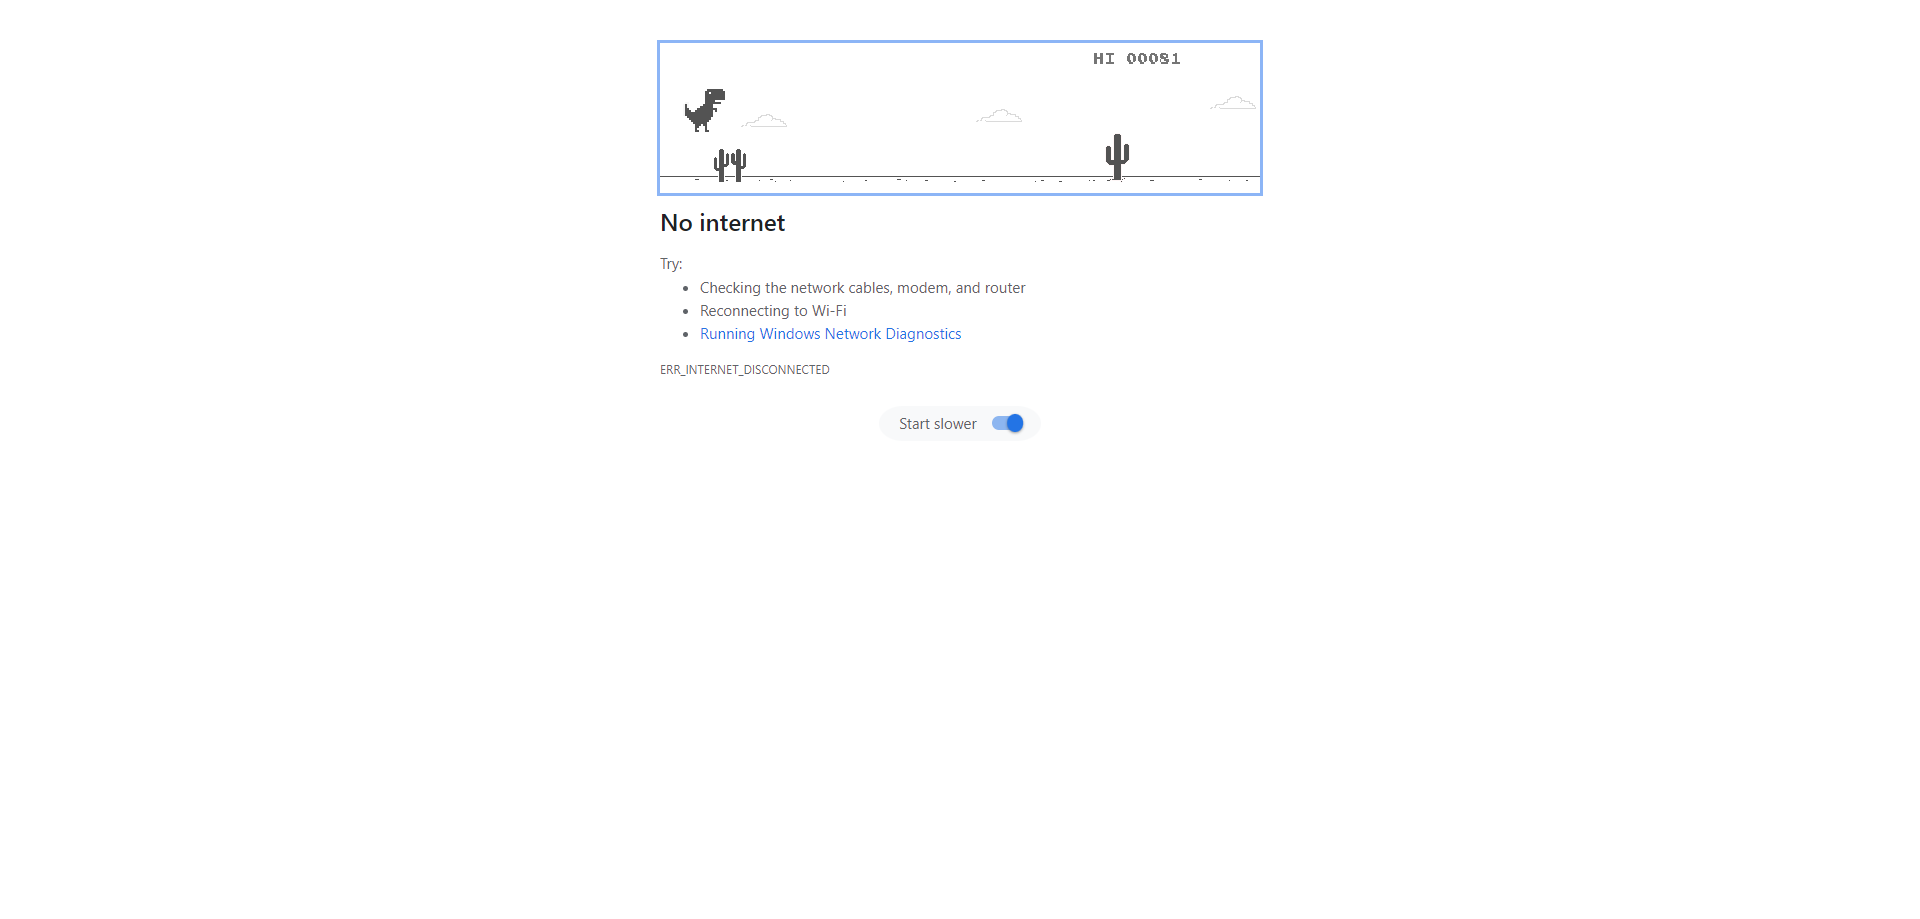 HI 00081
No internet
Try:
Checking the network cables, modem, and router
Reconnecting to Wi-Fi
Running Windows Network Diagnostics
ERR_INTERNET_DISCONNECTED
Start slower